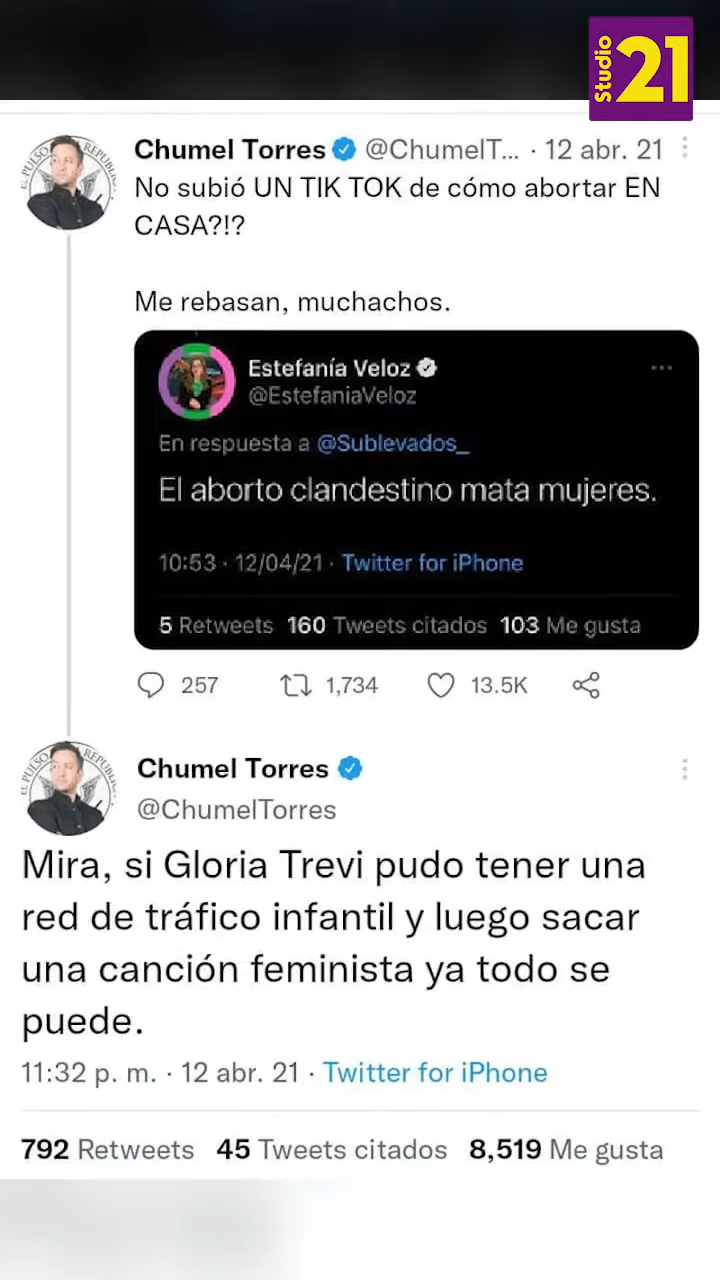 Studio 21
Chumel Torres @ChumelT... · 12 abr. 21
No subió UN TIK TOK de cómo abortar EN
CASA?!?
Me rebasan, muchachos.
Estefanía Veloz
@EstefaniaVeloz
En respuesta a @Sublevados_
El aborto clandestino mata mujeres.
10:53 · 12/04/21 · Twitter for iPhone
5 Retweets 160 Tweets citados 103 Me gusta
257 1,734 13.5K
Chumel Torres
@ChumelTorres
Mira, si Gloria Trevi pudo tener una
red de tráfico infantil y luego sacar
una canción feminista ya todo se
puede.
11:32 p. m. · 12 abr. 21 · Twitter for iPhone
792 Retweets 45 Tweets citados 8,519 Me gusta